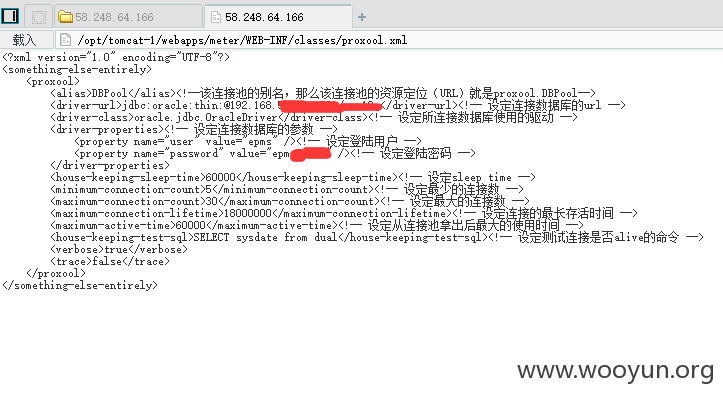 58.248.64.166 58.248.64.166
载入 /opt/tomcat-1/webapps/meter/WEB-INF/classes/proxool.xml
<?xml version="1.0" encoding="UTF-8"?>
<something-else-entirely>
<proxool>
<alias>DBPool</alias><!--该连接池的别名, 那么该连接池的资源定位 (URL) 就是proxool.DBPool-->
<driver-url>jdbc:oracle:thin:@192.168. </driver-url><!-- 设定连接数据库的url -->
<driver-class>oracle.jdbc.OracleDriver</driver-class><!-- 设定所连接数据库使用的驱动 -->
<driver-properties><!-- 设定连接数据库的参数 -->
<property name="user" value="epms" /><!-- 设定登陆用户 -->
<property name="password" value="epm /><!-- 设定登陆密码 -->
</driver-properties>
<house-keeping-sleep-time>60000</house-keeping-sleep-time><!-- 设定sleep time -->
<minimum-connection-count>5</minimum-connection-count><!-- 设定最少的连接数 -->
<maximum-connection-count>30</maximum-connection-count><!-- 设定最大的连接数 -->
<maximum-connection-lifetime>18000000</maximum-connection-lifetime><!-- 设定连接的最长存活时间 -->
<maximum-active-time>60000</maximum-active-time><!-- 设定从连接池拿出后最大的使用时间 -->
<house-keeping-test-sql>SELECT sysdate from dual</house-keeping-test-sql><!-- 设定测试连接是否alive的命令 -->
<verbose>true</verbose>
<trace>false</trace>
</proxool>
</something-else-entirely>
www.wooyun.org